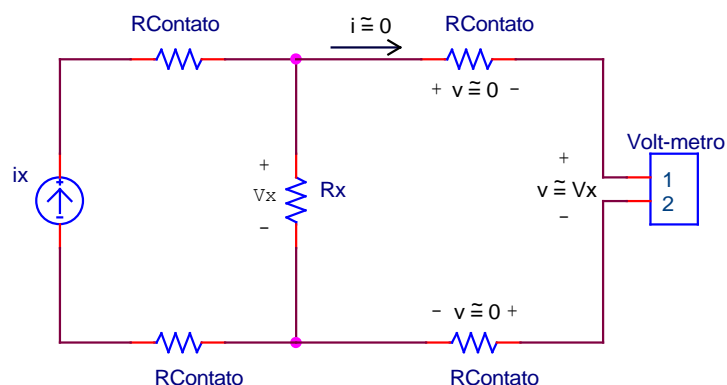 RContato
i ≅ 0
RContato
+ v ≅ 0 -
Volt-metro
ix
+
Vx
-
Rx
+
v ≅ Vx
-
1
2
- v ≅ 0 +
RContato
RContato